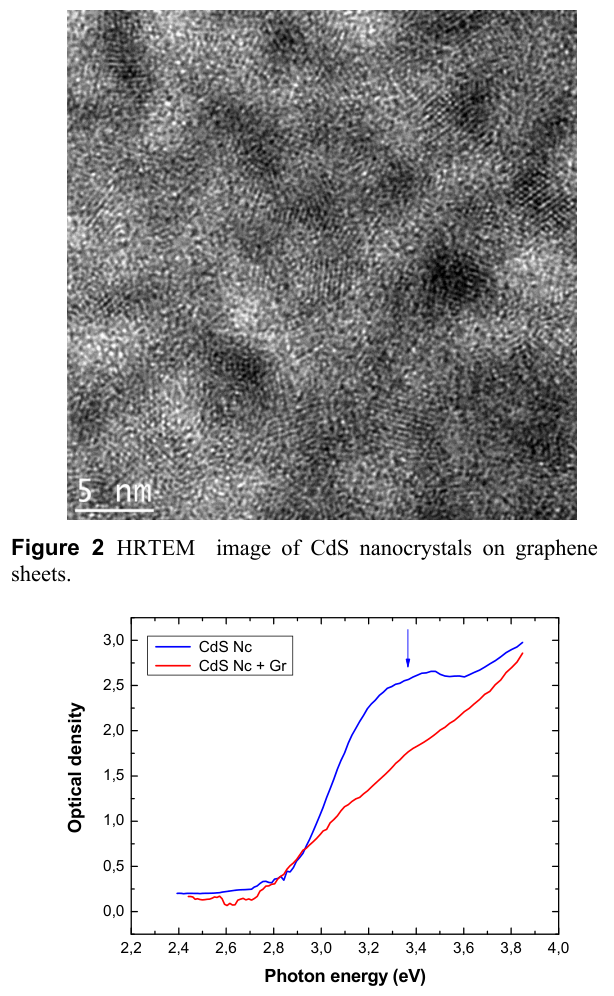 5 nm
Figure 2 HRTEM image of CdS nanocrystals on graphene
sheets.
3,0
2,5
2,0
1,5
1,0
0,5
0,0
Optical density
CdS Nc
CdS Nc + Gr
2,2 2,4 2,6 2,8 3,0 3,2 3,4 3,6 3,8 4,0
Photon energy (eV)